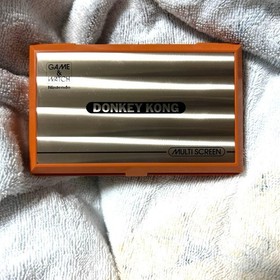 GAME
&
WATCH
Nintendo
DONKEY KONG
MULTI SCREEN